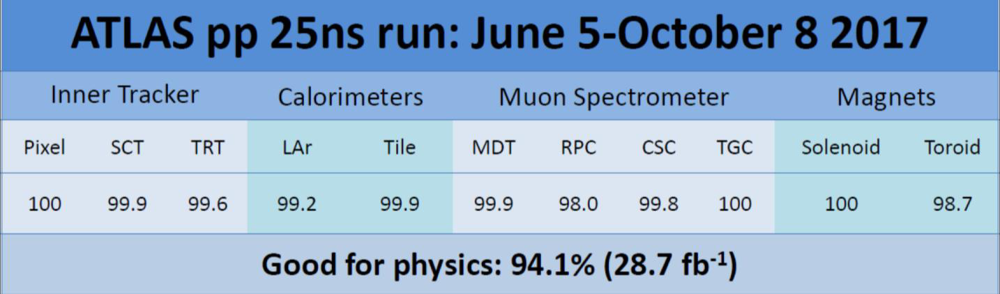 ATLAS pp 25ns run: June 5-October 8 2017
Inner Tracker Calorimeters Muon Spectrometer Magnets
Pixel SCT TRT LAr Tile MDT RPC CSC TGC Solenoid Toroid
100 99.9 99.6 99.2 99.9 99.9 98.0 99.8 100 100 98.7
Good for physics: 94.1% (28.7 fb⁻¹)